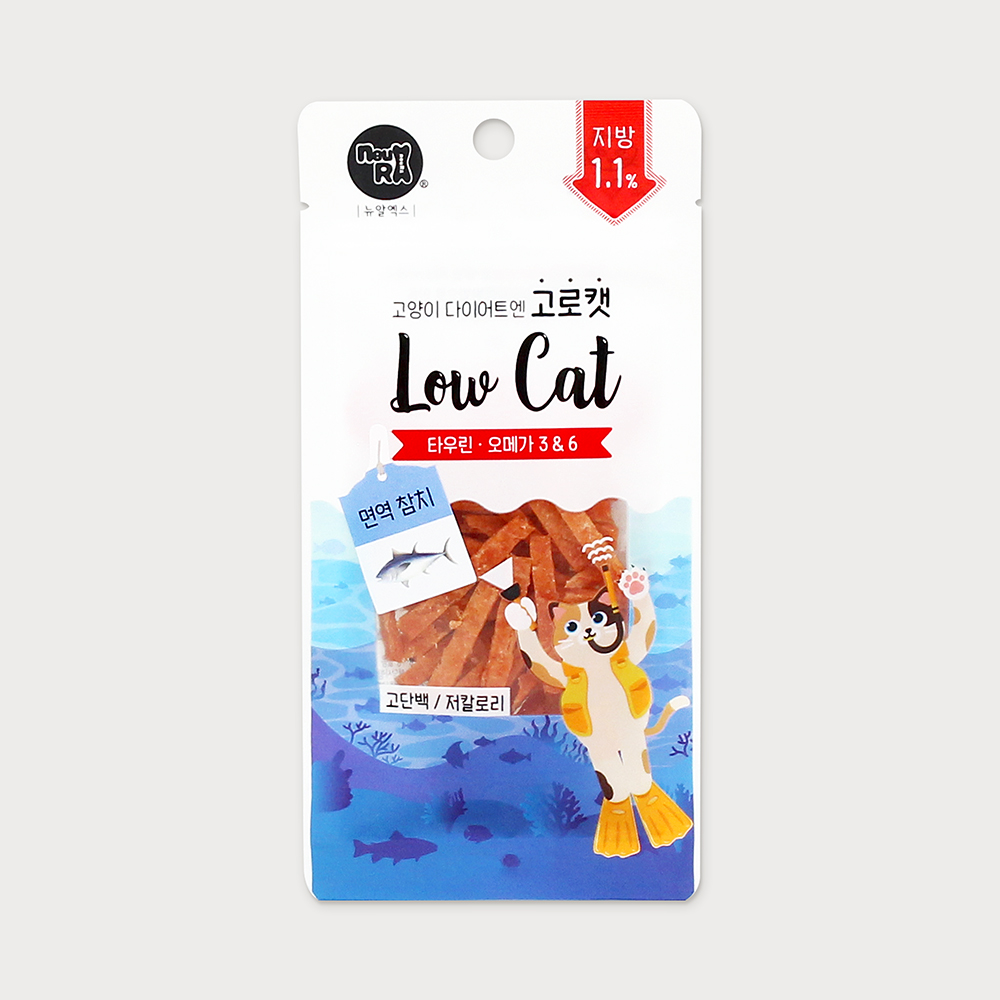 neu
RX
®
| 뉴알엑스 |
지방
1.1%
고양이 다이어트엔 고로캣
Low Cat
타우린 · 오메가 3 & 6
면역 참치
고단백 / 저칼로리